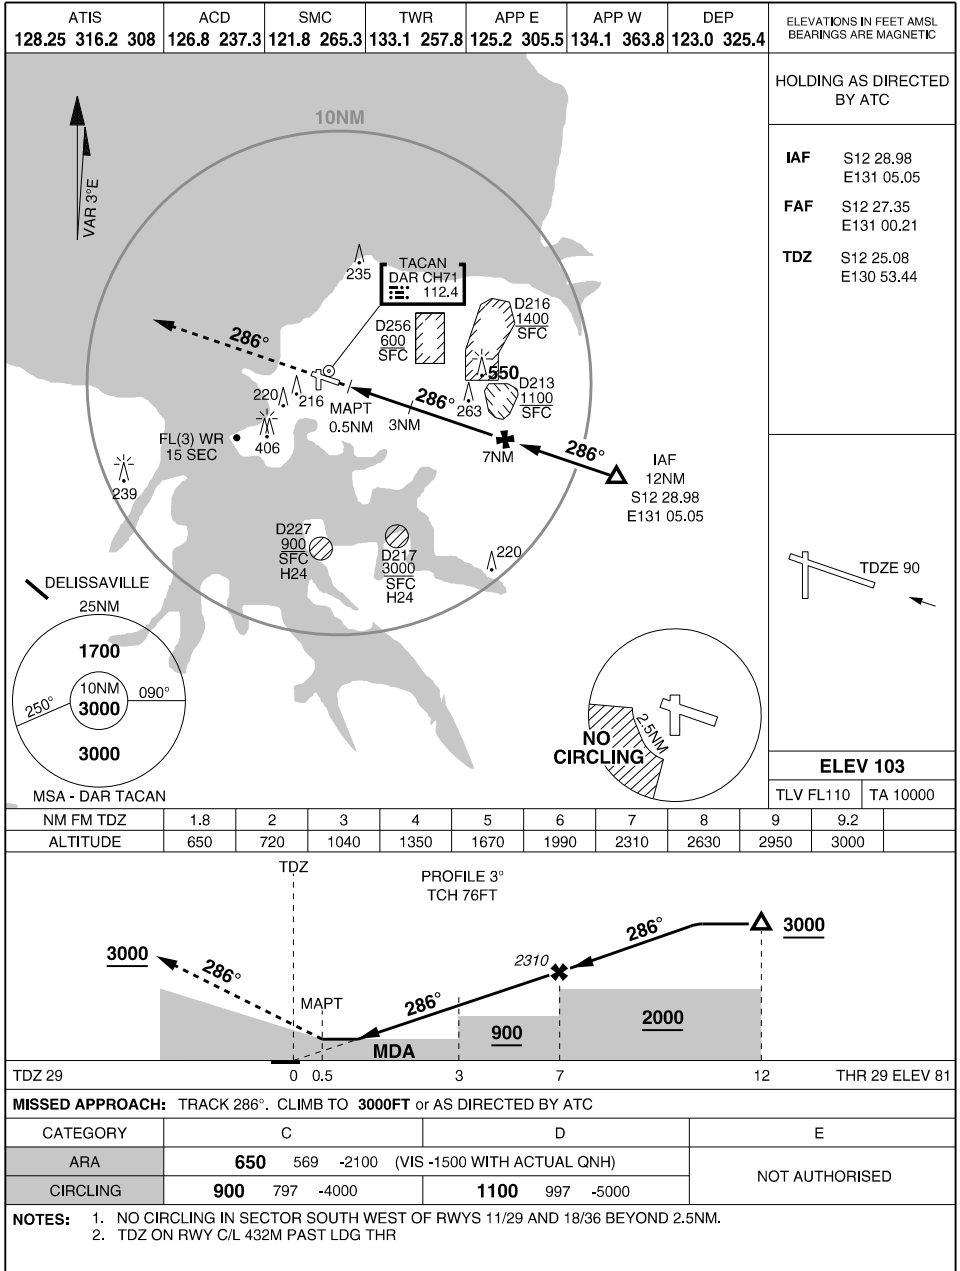 ATIS ACD SMC TWR APP E APP W DEP
128.25 316.2 308 126.8 237.3 121.8 265.3 133.1 257.8 125.2 305.5 134.1 363.8 123.0 325.4
ELEVATIONS IN FEET AMSL
BEARINGS ARE MAGNETIC
HOLDING AS DIRECTED
BY ATC
IAF S12 28.98
E131 05.05
FAF S12 27.35
E131 00.21
TDZ S12 25.08
E130 53.44
10NM
VAR 3°E
235
TACAN
DAR CH71
112.4
D216
1400
SFC
D256
600
SFC
286°
550
D213
1100
SFC
263
286°
220
216
MAPT
0.5NM
3NM
406
FL(3) WR
15 SEC
7NM
286°
IAF
12NM
S12 28.98
E131 05.05
239
D227
900
SFC
H24
D217
3000
SFC
H24
220
DELISSAVILLE
25NM
1700
10NM
3000
090°
250°
3000
MSA - DAR TACAN
NO
CIRCLING
2.5NM
TDZE 90
ELEV 103
TLV FL110 TA 10000
NM FM TDZ 1.8 2 3 4 5 6 7 8 9 9.2
ALTITUDE 650 720 1040 1350 1670 1990 2310 2630 2950 3000
TDZ
PROFILE 3°
TCH 76FT
3000
286°
MAPT
286°
2310
286°
3000
MDA
900
2000
TDZ 29 0 0.5 3 7 12 THR 29 ELEV 81
MISSED APPROACH: TRACK 286°. CLIMB TO 3000FT or AS DIRECTED BY ATC
CATEGORY C D E
ARA 650 569 -2100 (VIS -1500 WITH ACTUAL QNH)
NOT AUTHORISED
CIRCLING 900 797 -4000 1100 997 -5000
NOTES: 1. NO CIRCLING IN SECTOR SOUTH WEST OF RWYS 11/29 AND 18/36 BEYOND 2.5NM.
2. TDZ ON RWY C/L 432M PAST LDG THR